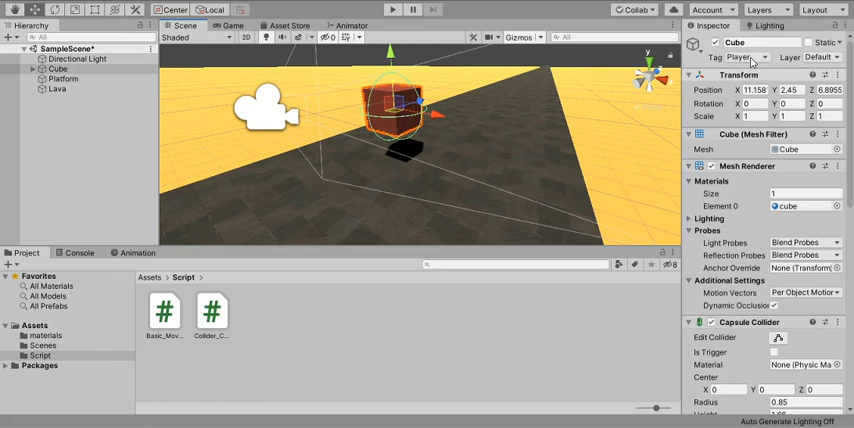 Center Local Collab Account Layers Layout
Hierarchy
All
SampleScene*
Directional Light
Cube
Platform
Lava
Scene Game Asset Store Animator
Shaded 2D 0 Gizmos All
y
Inspector Lighting
Cube Static
Tag Player Layer Default
Transform
Position X 11.158 Y 2.45 Z 6.8955
Rotation X 0 Y 0 Z 0
Scale X 1 Y 1 Z 1
Cube (Mesh Filter)
Mesh Cube
Mesh Renderer
Materials
Size 1
Element 0 cube
Lighting
Probes
Light Probes Blend Probes
Reflection Probes Blend Probes
Anchor Override None (Transform)
Additional Settings
Motion Vectors Per Object Motion
Dynamic Occlusion
Capsule Collider
Edit Collider
Is Trigger
Material None (Physic Ma
Center
X 0 Y 0 Z 0
Radius 0.85
Project Console Animation
8
Favorites
All Materials
All Models
All Prefabs
Assets
materials
Scenes
Script
Packages
Assets > Script >
#
#
Basic_Mov...
Collider_C...
Auto Generate Lighting Off